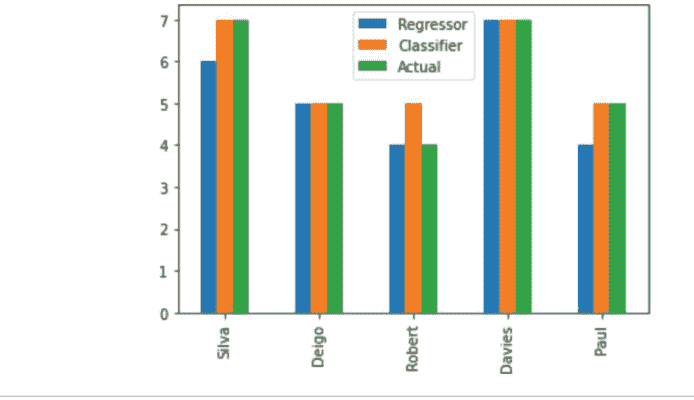 7
6
5
4
3
2
1
0
Regressor
Classifier
Actual
Silva
Deigo
Robert
Davies
Paul